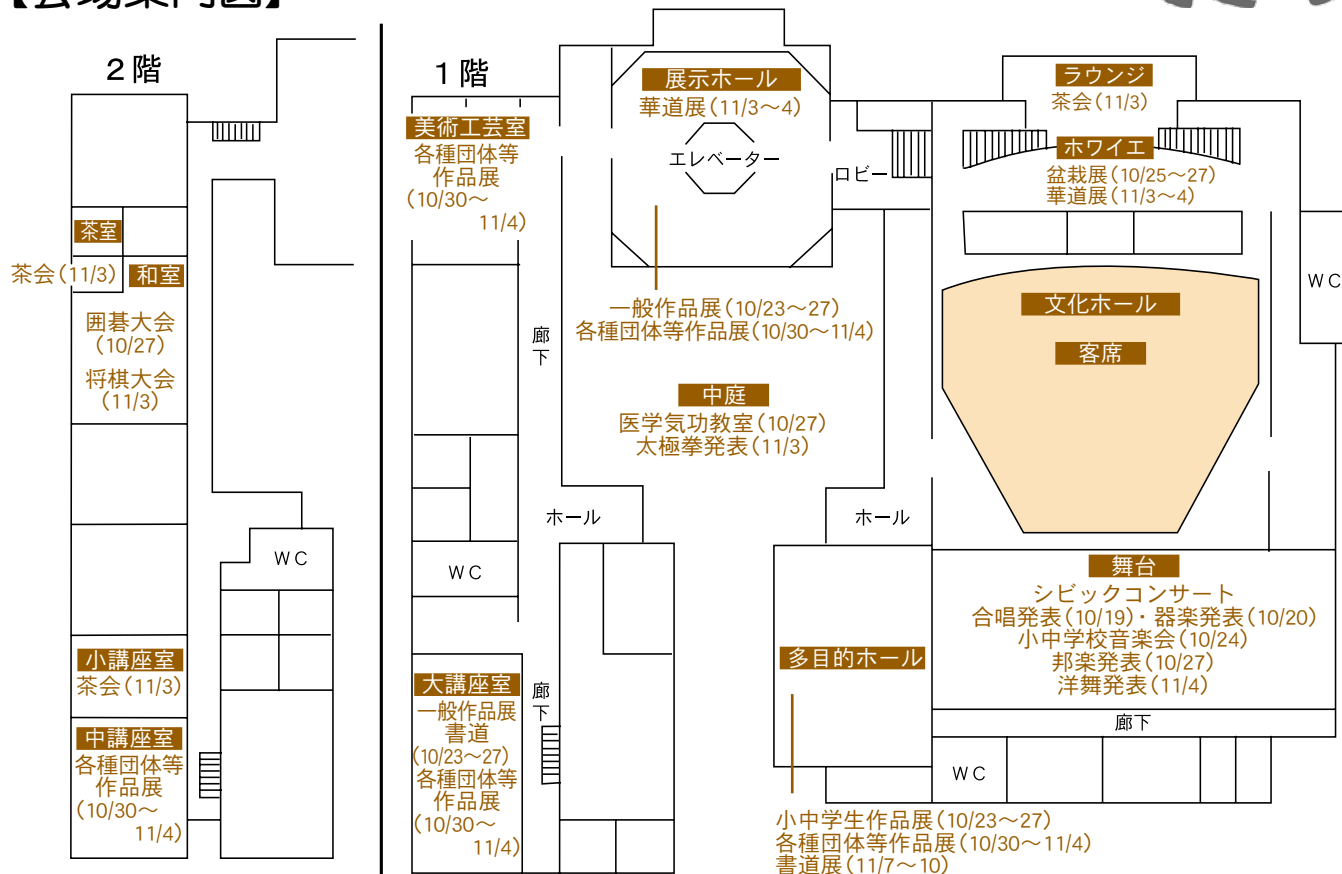 【会場案内図】
2階
茶室
茶会(11/3)
和室
囲碁大会
(10/27)
将棋大会
(11/3)
WC
小講座室
茶会(11/3)
中講座室
各種団体等
作品展
(10/30～
11/4)
1階
美術工芸室
各種団体等
作品展
(10/30～
11/4)
展示ホール
華道展(11/3～4)
エレベーター
ロビー
一般作品展(10/23～27)
各種団体等作品展(10/30～11/4)
廊下
中庭
医学気功教室(10/27)
太極拳発表(11/3)
ホール
ホール
WC
大講座室
一般作品展
書道
(10/23～27)
各種団体等
作品展
(10/30～
11/4)
廊下
ラウンジ
茶会(11/3)
ホワイエ
盆栽展(10/25～27)
華道展(11/3～4)
WC
文化ホール
客席
舞台
シビックコンサート
合唱発表(10/19)・器楽発表(10/20)
小中学校音楽会(10/24)
邦楽発表(10/27)
洋舞発表(11/4)
廊下
WC
多目的ホール
小中学生作品展(10/23～27)
各種団体等作品展(10/30～11/4)
書道展(11/7～10)